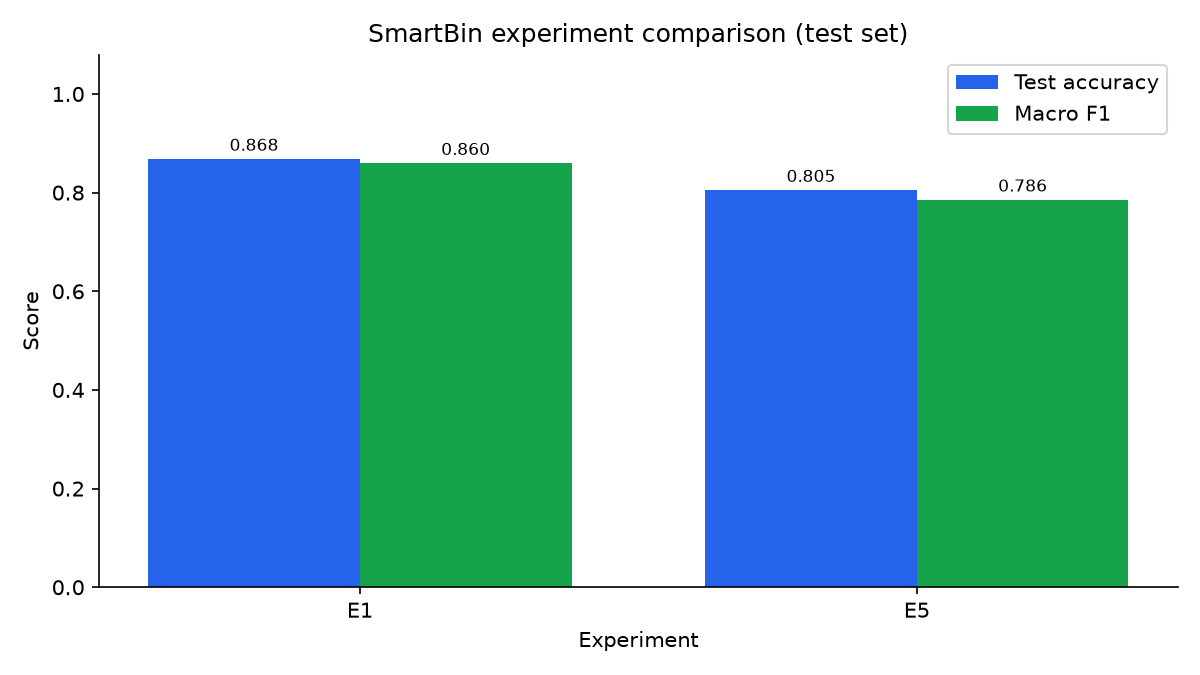 SmartBin experiment comparison (test set)
Test accuracy
Macro F1
1.0
0.8
0.6
0.4
0.2
0.0
Score
0.868
0.860
0.805
0.786
E1
E5
Experiment